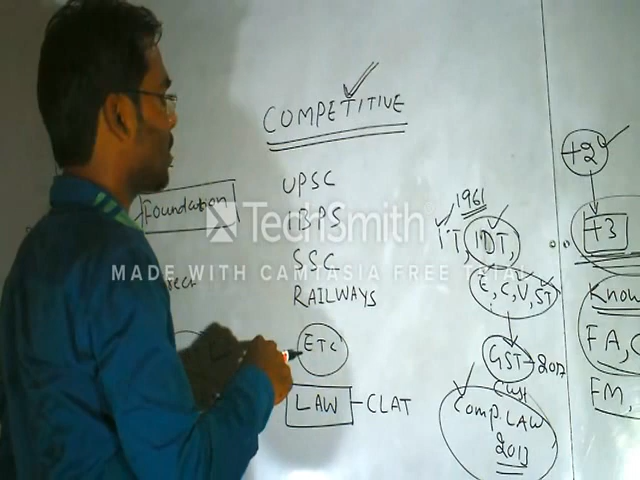 COMPETITIVE
Foundation
UPSC
IBPS
SSC
RAILWAYS
ETC
LAW - CLAT
1961
IT, IDT,
E, C, V, ST
GST - 2017
Cust
Comp. LAW
2013
+2
+3
Know
FA, C
FM,
TechSmith
MADE WITH CAMTASIA FREE TRIAL